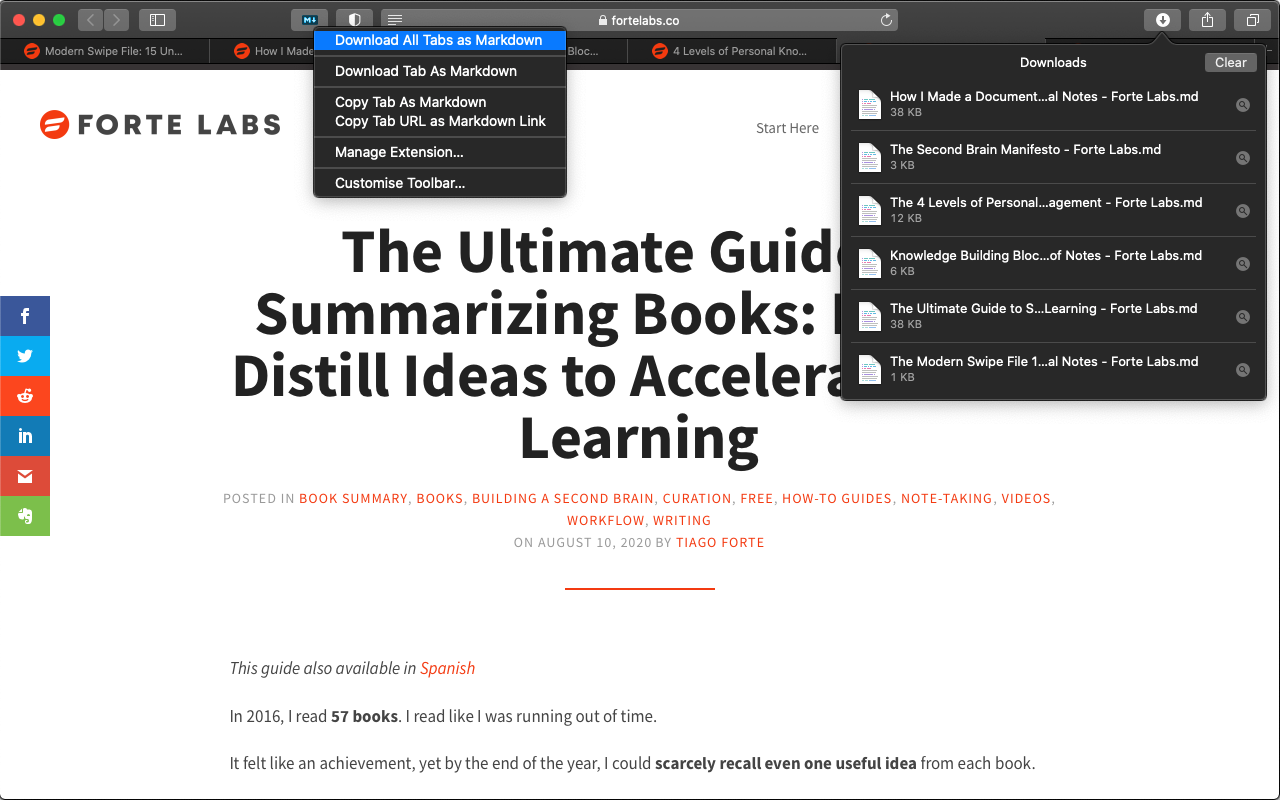 M↓
fortelabs.co
Modern Swipe File: 15 Un...
How I Made
Bloc...
4 Levels of Personal Kno...
Download All Tabs as Markdown
Download Tab As Markdown
Copy Tab As Markdown
Copy Tab URL as Markdown Link
Manage Extension...
Customise Toolbar...
Downloads
Clear
How I Made a Document...al Notes - Forte Labs.md
38 KB
The Second Brain Manifesto - Forte Labs.md
3 KB
The 4 Levels of Personal...agement - Forte Labs.md
12 KB
Knowledge Building Bloc...of Notes - Forte Labs.md
6 KB
The Ultimate Guide to S...Learning - Forte Labs.md
38 KB
The Modern Swipe File 1...al Notes - Forte Labs.md
1 KB
FORTE LABS
Start Here
The Ultimate Guid
Summarizing Books:
Distill Ideas to Acceler
Learning
POSTED IN BOOK SUMMARY, BOOKS, BUILDING A SECOND BRAIN, CURATION, FREE, HOW-TO GUIDES, NOTE-TAKING, VIDEOS,
WORKFLOW, WRITING
ON AUGUST 10, 2020 BY TIAGO FORTE
This guide also available in Spanish
In 2016, I read 57 books. I read like I was running out of time.
It felt like an achievement, yet by the end of the year, I could scarcely recall even one useful idea from each book.